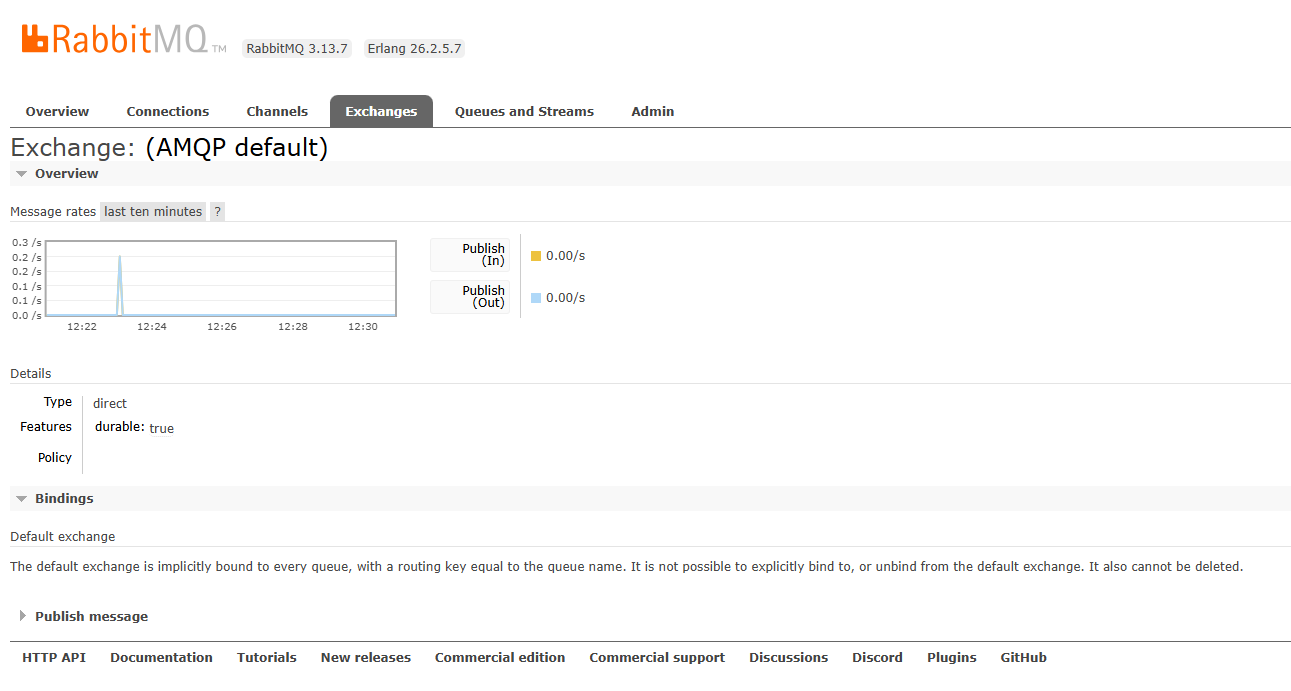 RabbitMQ TM RabbitMQ 3.13.7 Erlang 26.2.5.7
Overview Connections Channels Exchanges Queues and Streams Admin
Exchange: (AMQP default)
Overview
Message rates last ten minutes ?
0.3 /s
0.2 /s
0.2 /s
0.1 /s
0.1 /s
0.0 /s
12:22 12:24 12:26 12:28 12:30
Publish
(In)
0.00/s
Publish
(Out)
0.00/s
Details
Type direct
Features durable: true
Policy
Bindings
Default exchange
The default exchange is implicitly bound to every queue, with a routing key equal to the queue name. It is not possible to explicitly bind to, or unbind from the default exchange. It also cannot be deleted.
Publish message
HTTP API Documentation Tutorials New releases Commercial edition Commercial support Discussions Discord Plugins GitHub